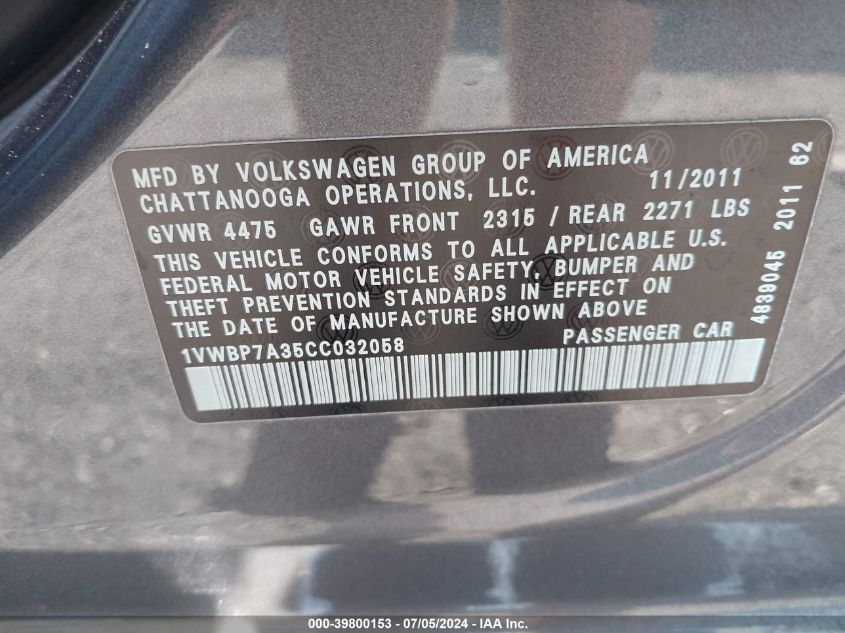 MFD BY VOLKSWAGEN GROUP OF AMERICA
CHATTANOOGA OPERATIONS, LLC. 11/2011
GVWR 4475 GAWR FRONT 2315 / REAR 2271 LBS
THIS VEHICLE CONFORMS TO ALL APPLICABLE U.S.
FEDERAL MOTOR VEHICLE SAFETY, BUMPER AND
THEFT PREVENTION STANDARDS IN EFFECT ON
THE DATE OF MANUFACTURE SHOWN ABOVE
1VWBP7A35CC032058 PASSENGER CAR
4839045 2011 62
000-39800153 - 07/05/2024 - IAA Inc.